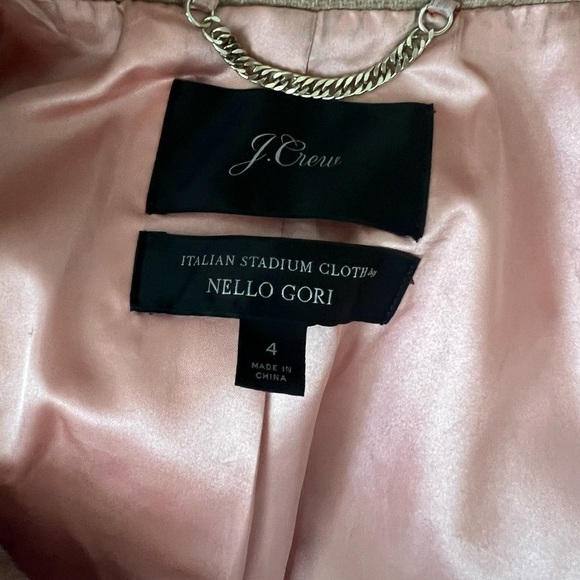 J.Crew
ITALIAN STADIUM CLOTH by
NELLO GORI
4
MADE IN
CHINA